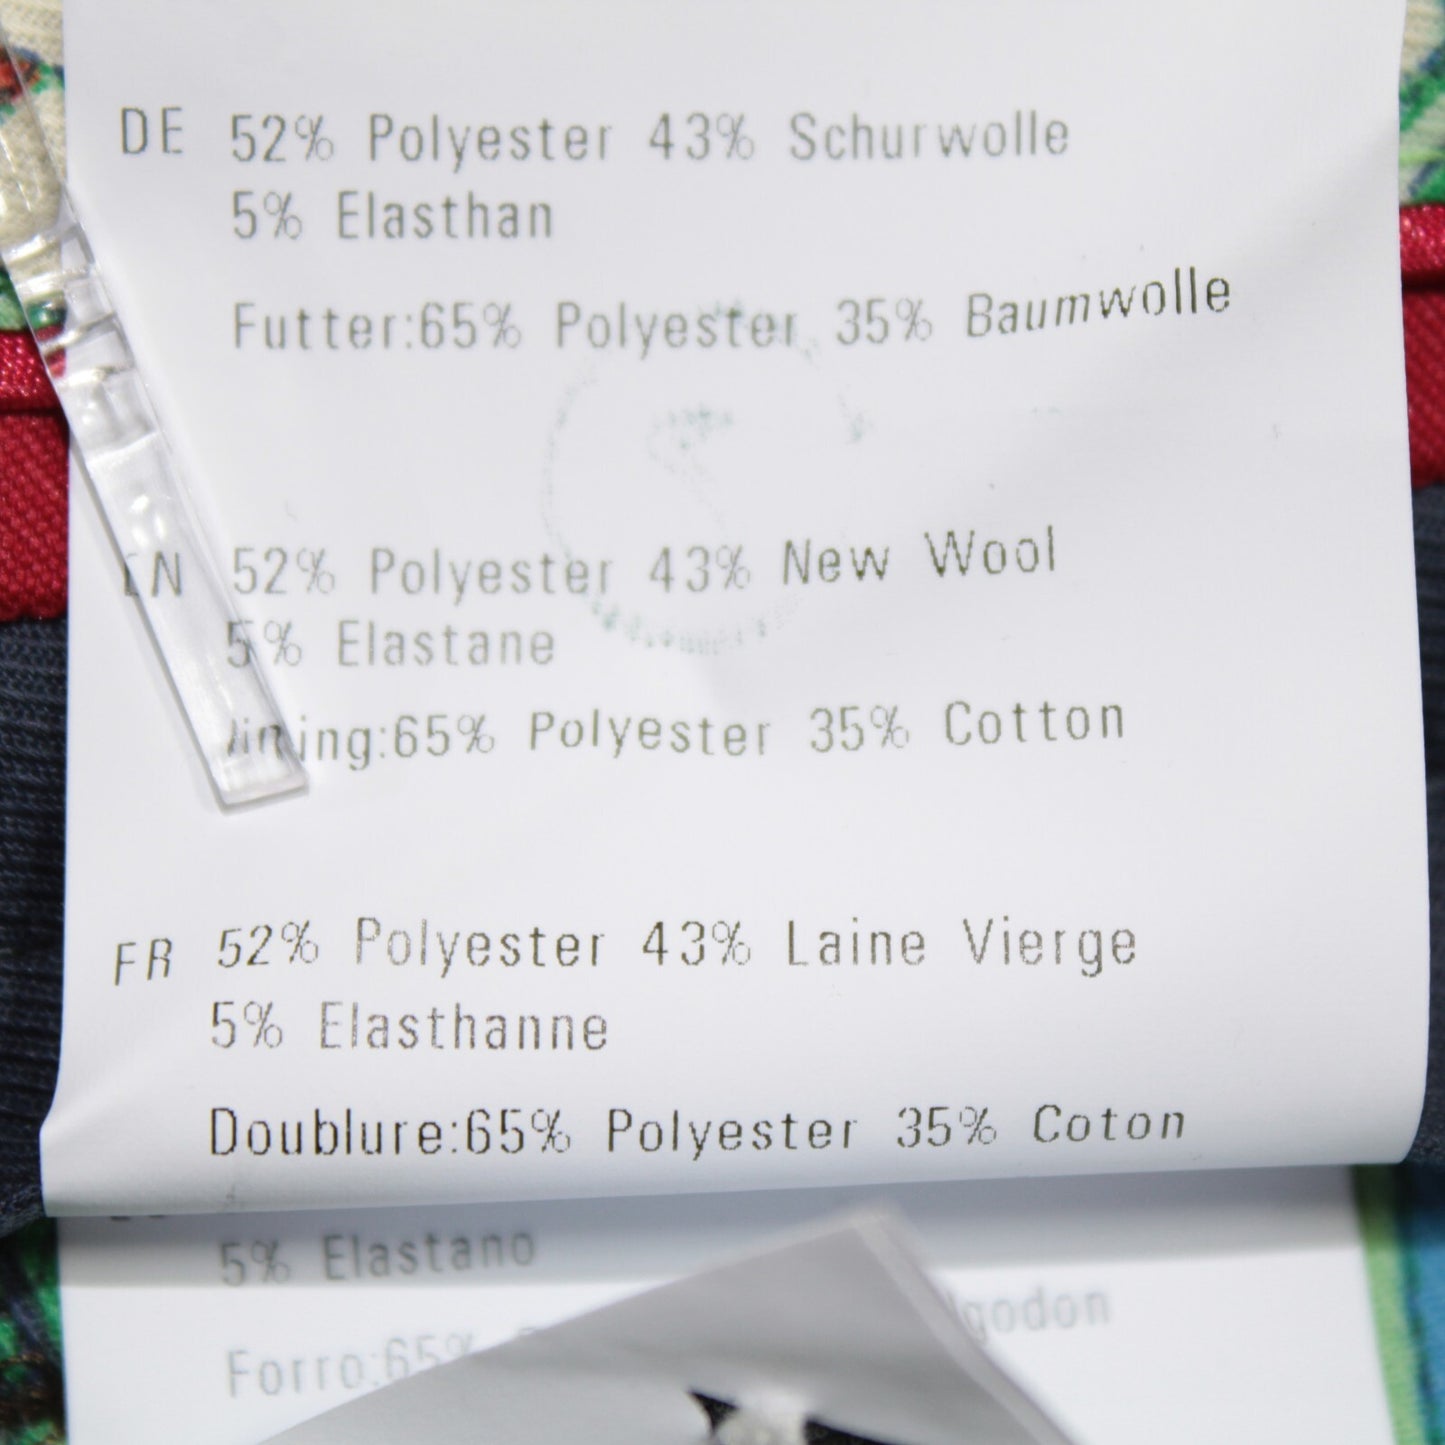 DE 52% Polyester 43% Schurwolle
5% Elasthan
Futter:65% Polyester 35% Baumwolle
EN 52% Polyester 43% New Wool
5% Elastane
lining:65% Polyester 35% Cotton
FR 52% Polyester 43% Laine Vierge
5% Elasthanne
Doublure:65% Polyester 35% Coton
5% Elastano
Forro:65%